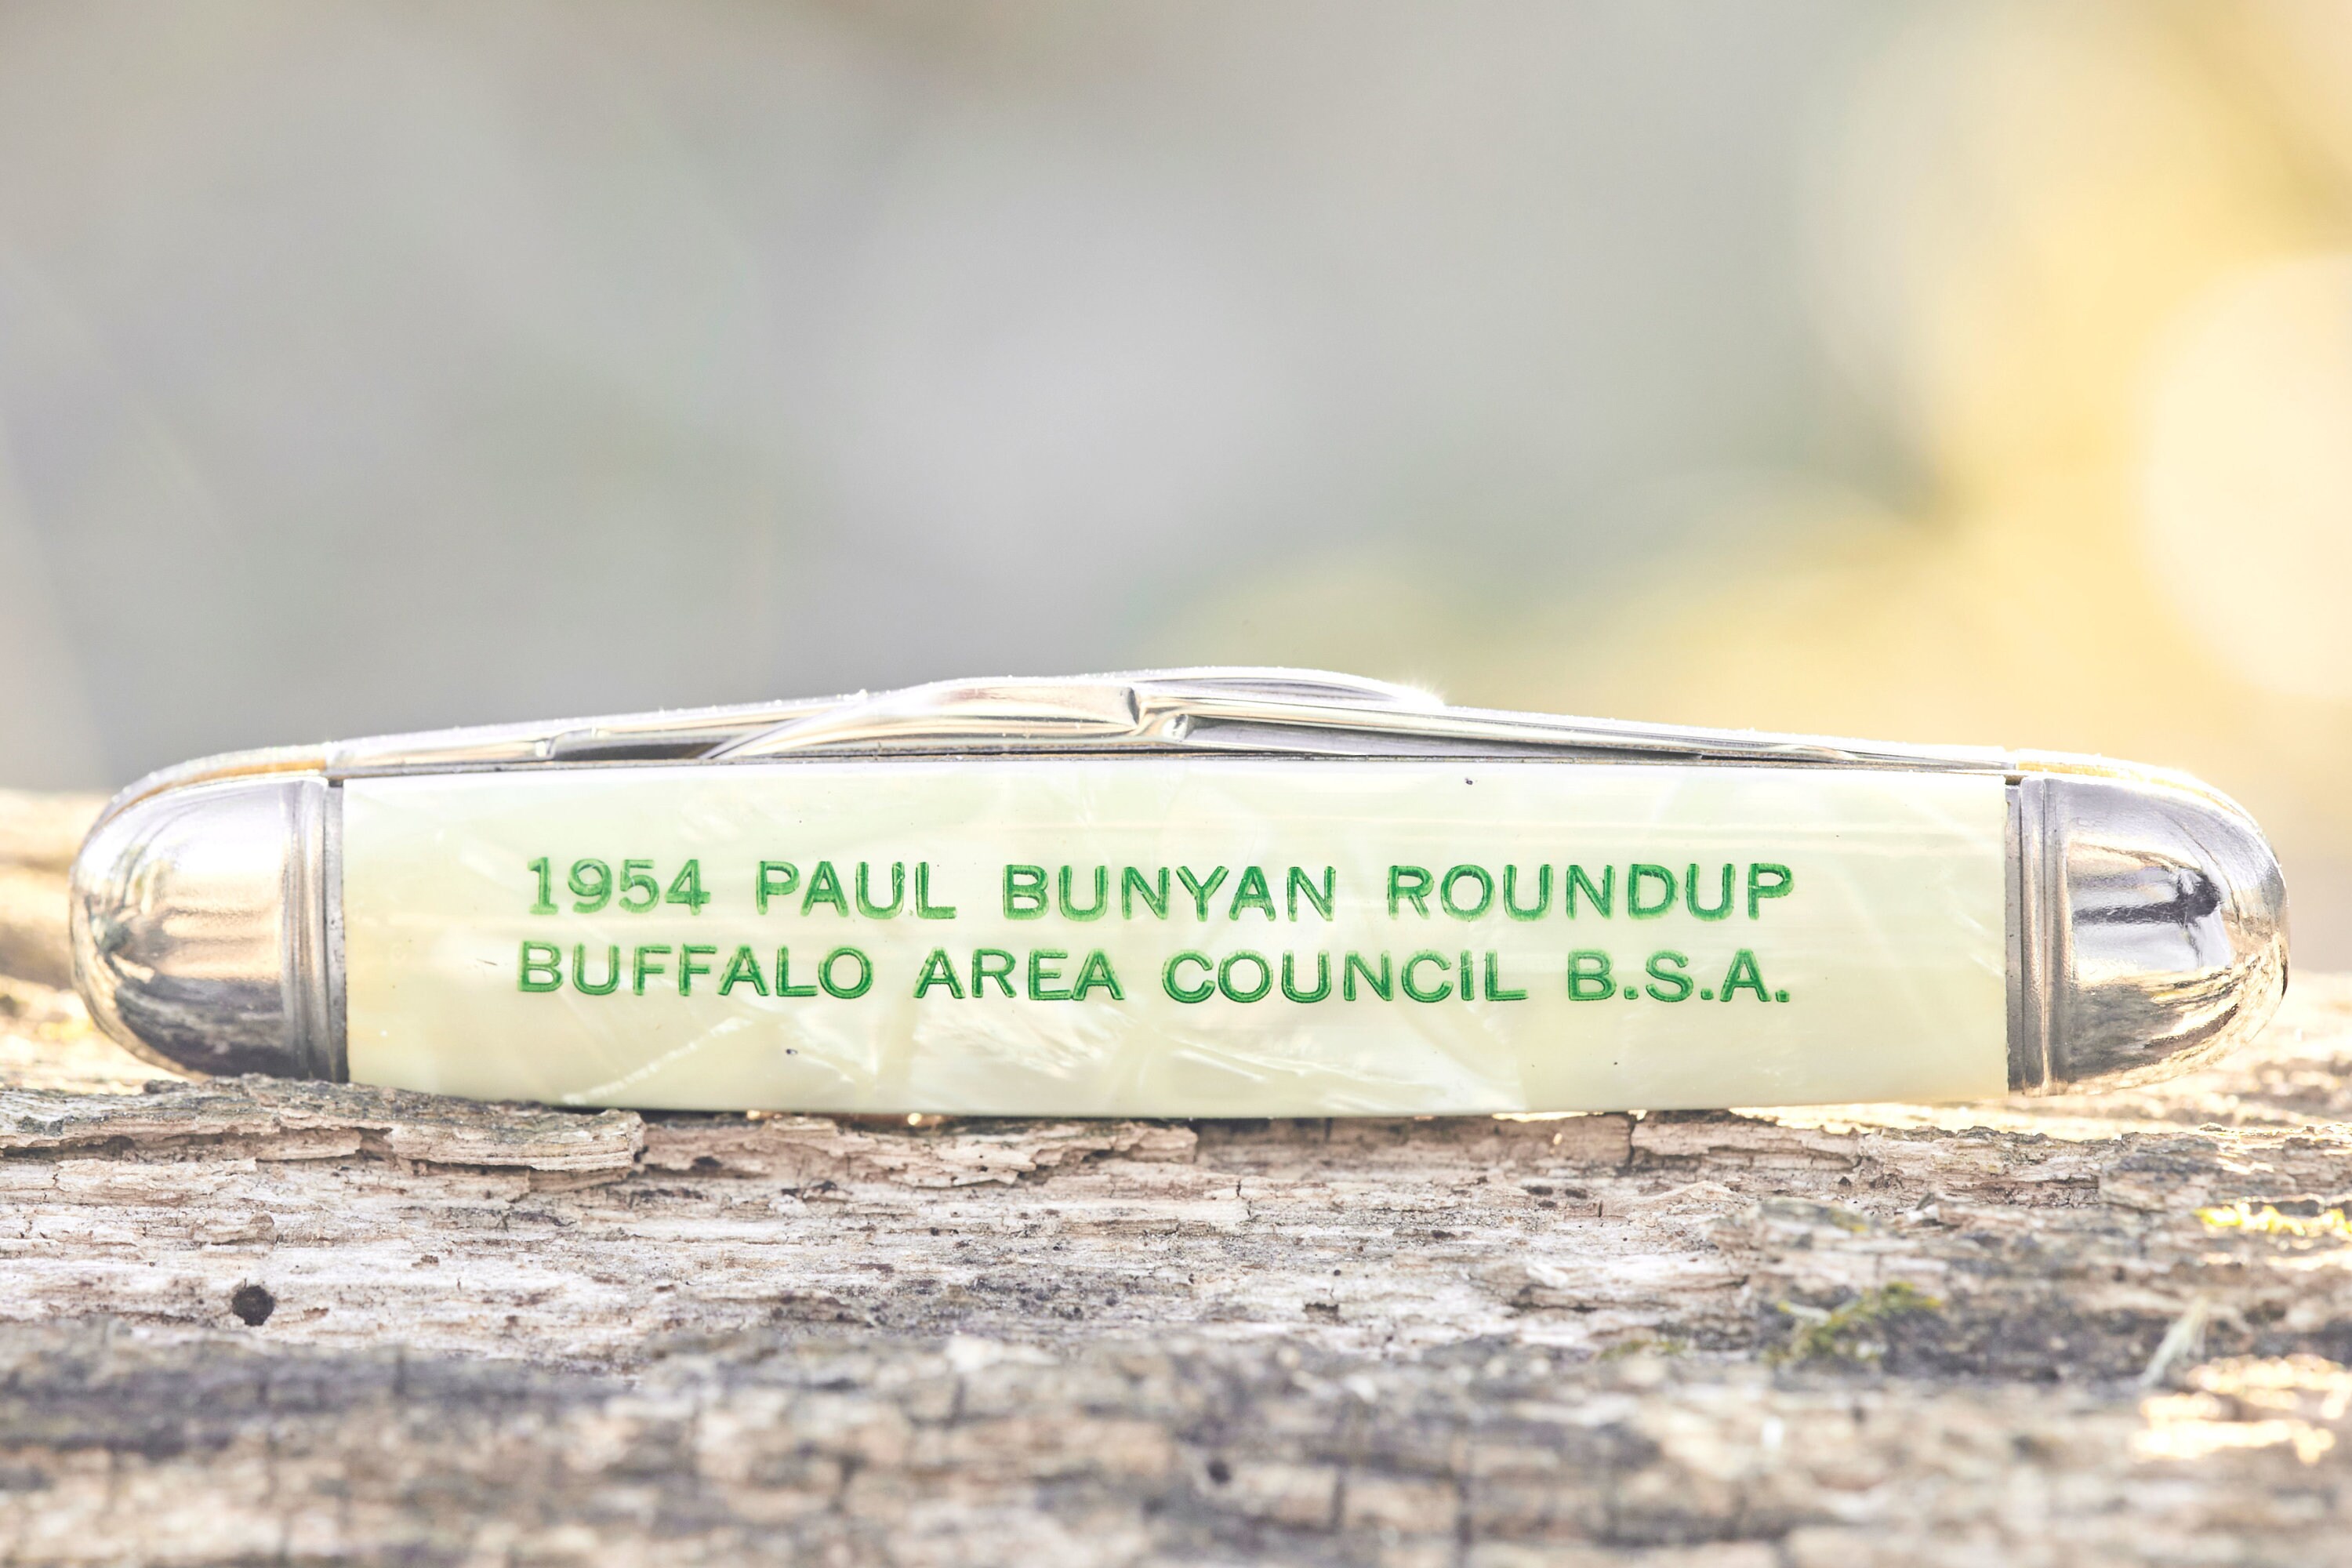 1954 PAUL BUNYAN ROUNDUP
BUFFALO AREA COUNCIL B.S.A.